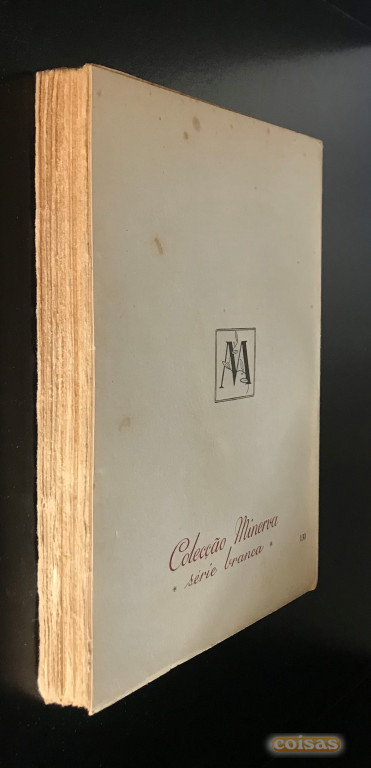 M
Colecção Minerva
* série branca *
coisas